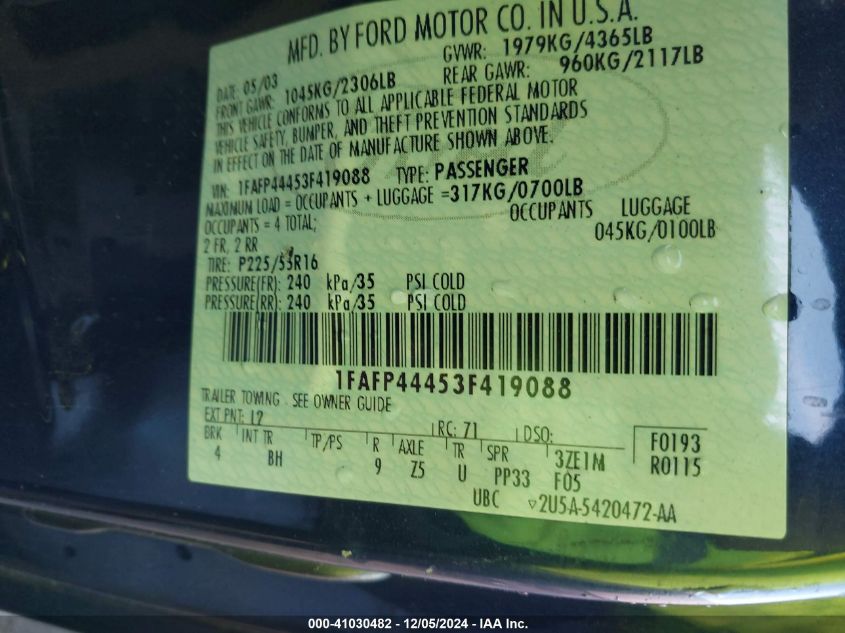 MFD. BY FORD MOTOR CO. IN U.S.A.
DATE: 05/03 GVWR: 1979KG/4365LB
FRONT GAWR: 1045KG/2306LB REAR GAWR: 960KG/2117LB
THIS VEHICLE CONFORMS TO ALL APPLICABLE FEDERAL MOTOR
VEHICLE SAFETY, BUMPER, AND THEFT PREVENTION STANDARDS
IN EFFECT ON THE DATE OF MANUFACTURE SHOWN ABOVE.
VIN: 1FAFP44453F419088 TYPE: PASSENGER
MAXIMUM LOAD = OCCUPANTS + LUGGAGE =317KG/0700LB
OCCUPANTS = 4 TOTAL; OCCUPANTS LUGGAGE
2 FR, 2 RR 045KG/0100LB
TIRE: P225/55R16
PRESSURE(FR): 240 kPa/35 PSI COLD
PRESSURE(RR): 240 kPa/35 PSI COLD
1FAFP44453F419088
TRAILER TOWING SEE OWNER GUIDE
EXT PNT: L2 RC: 71 DSO:
BRK INT TR TP/PS R AXLE TR SPR F0193
4 BH 9 Z5 U PP33 3ZE1M R0115
F05
UBC ▽2U5A-5420472-AA
000-41030482 - 12/05/2024 - IAA Inc.